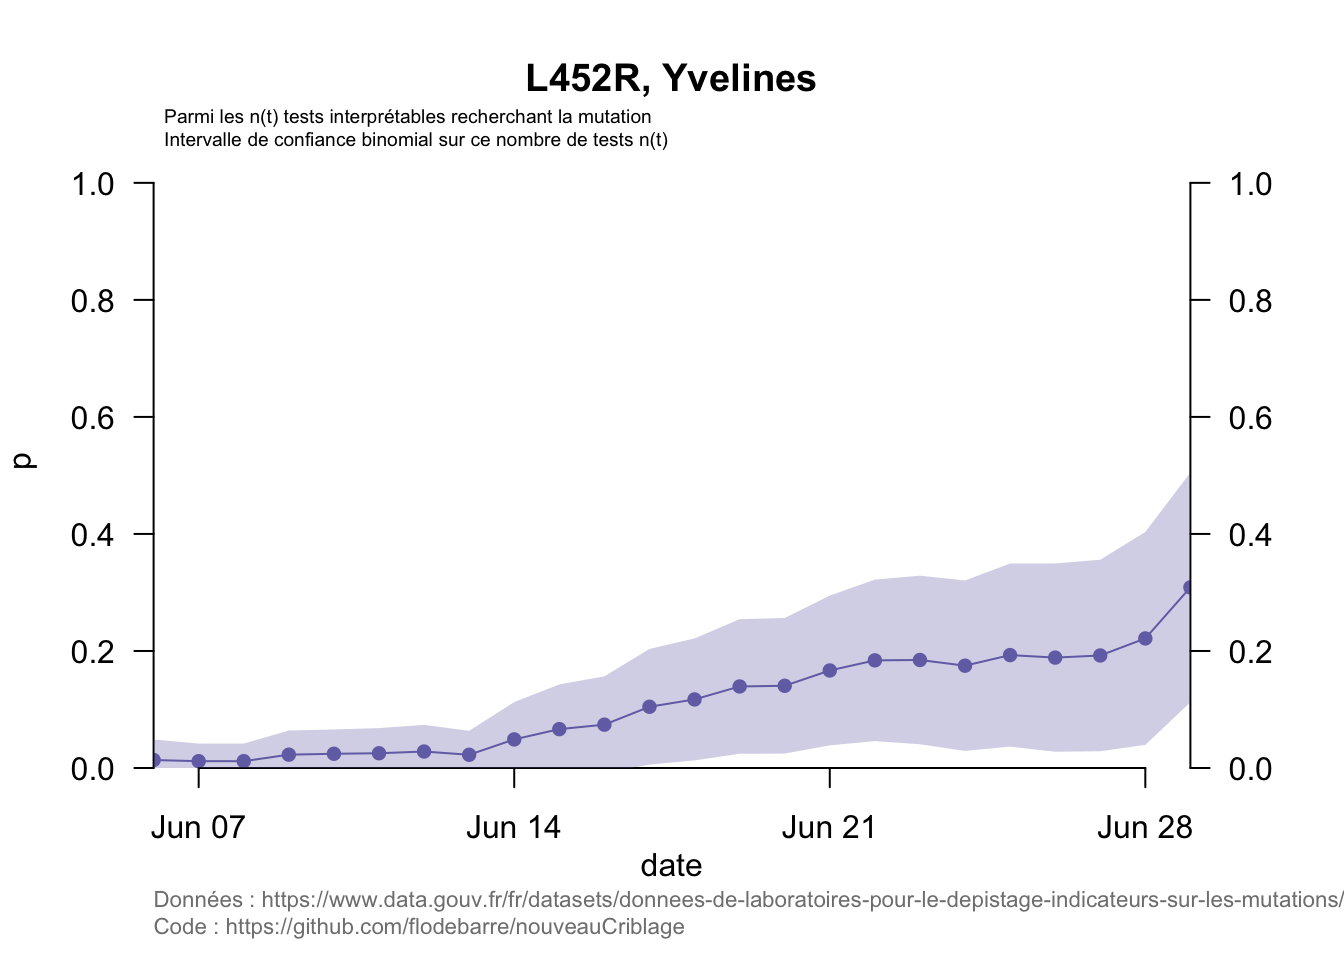 L452R, Yvelines
Parmi les n(t) tests interprétables recherchant la mutation
Intervalle de confiance binomial sur ce nombre de tests n(t)
1.0 1.0
0.8 0.8
0.6 0.6
p
0.4 0.4
0.2 0.2
0.0 0.0
Jun 07 Jun 14 Jun 21 Jun 28
date
Données : https://www.data.gouv.fr/fr/datasets/donnees-de-laboratoires-pour-le-depistage-indicateurs-sur-les-mutations/
Code : https://github.com/flodebarre/nouveauCriblage